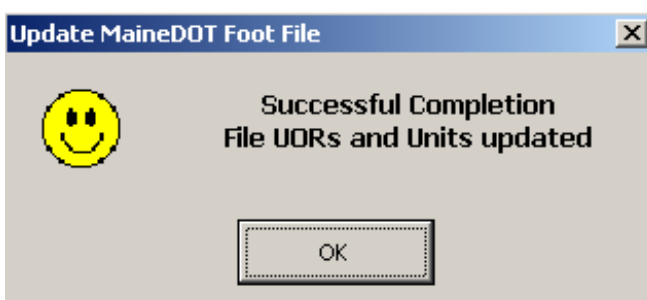 Update MaineDOT Foot File
Successful Completion
File UORs and Units updated
OK